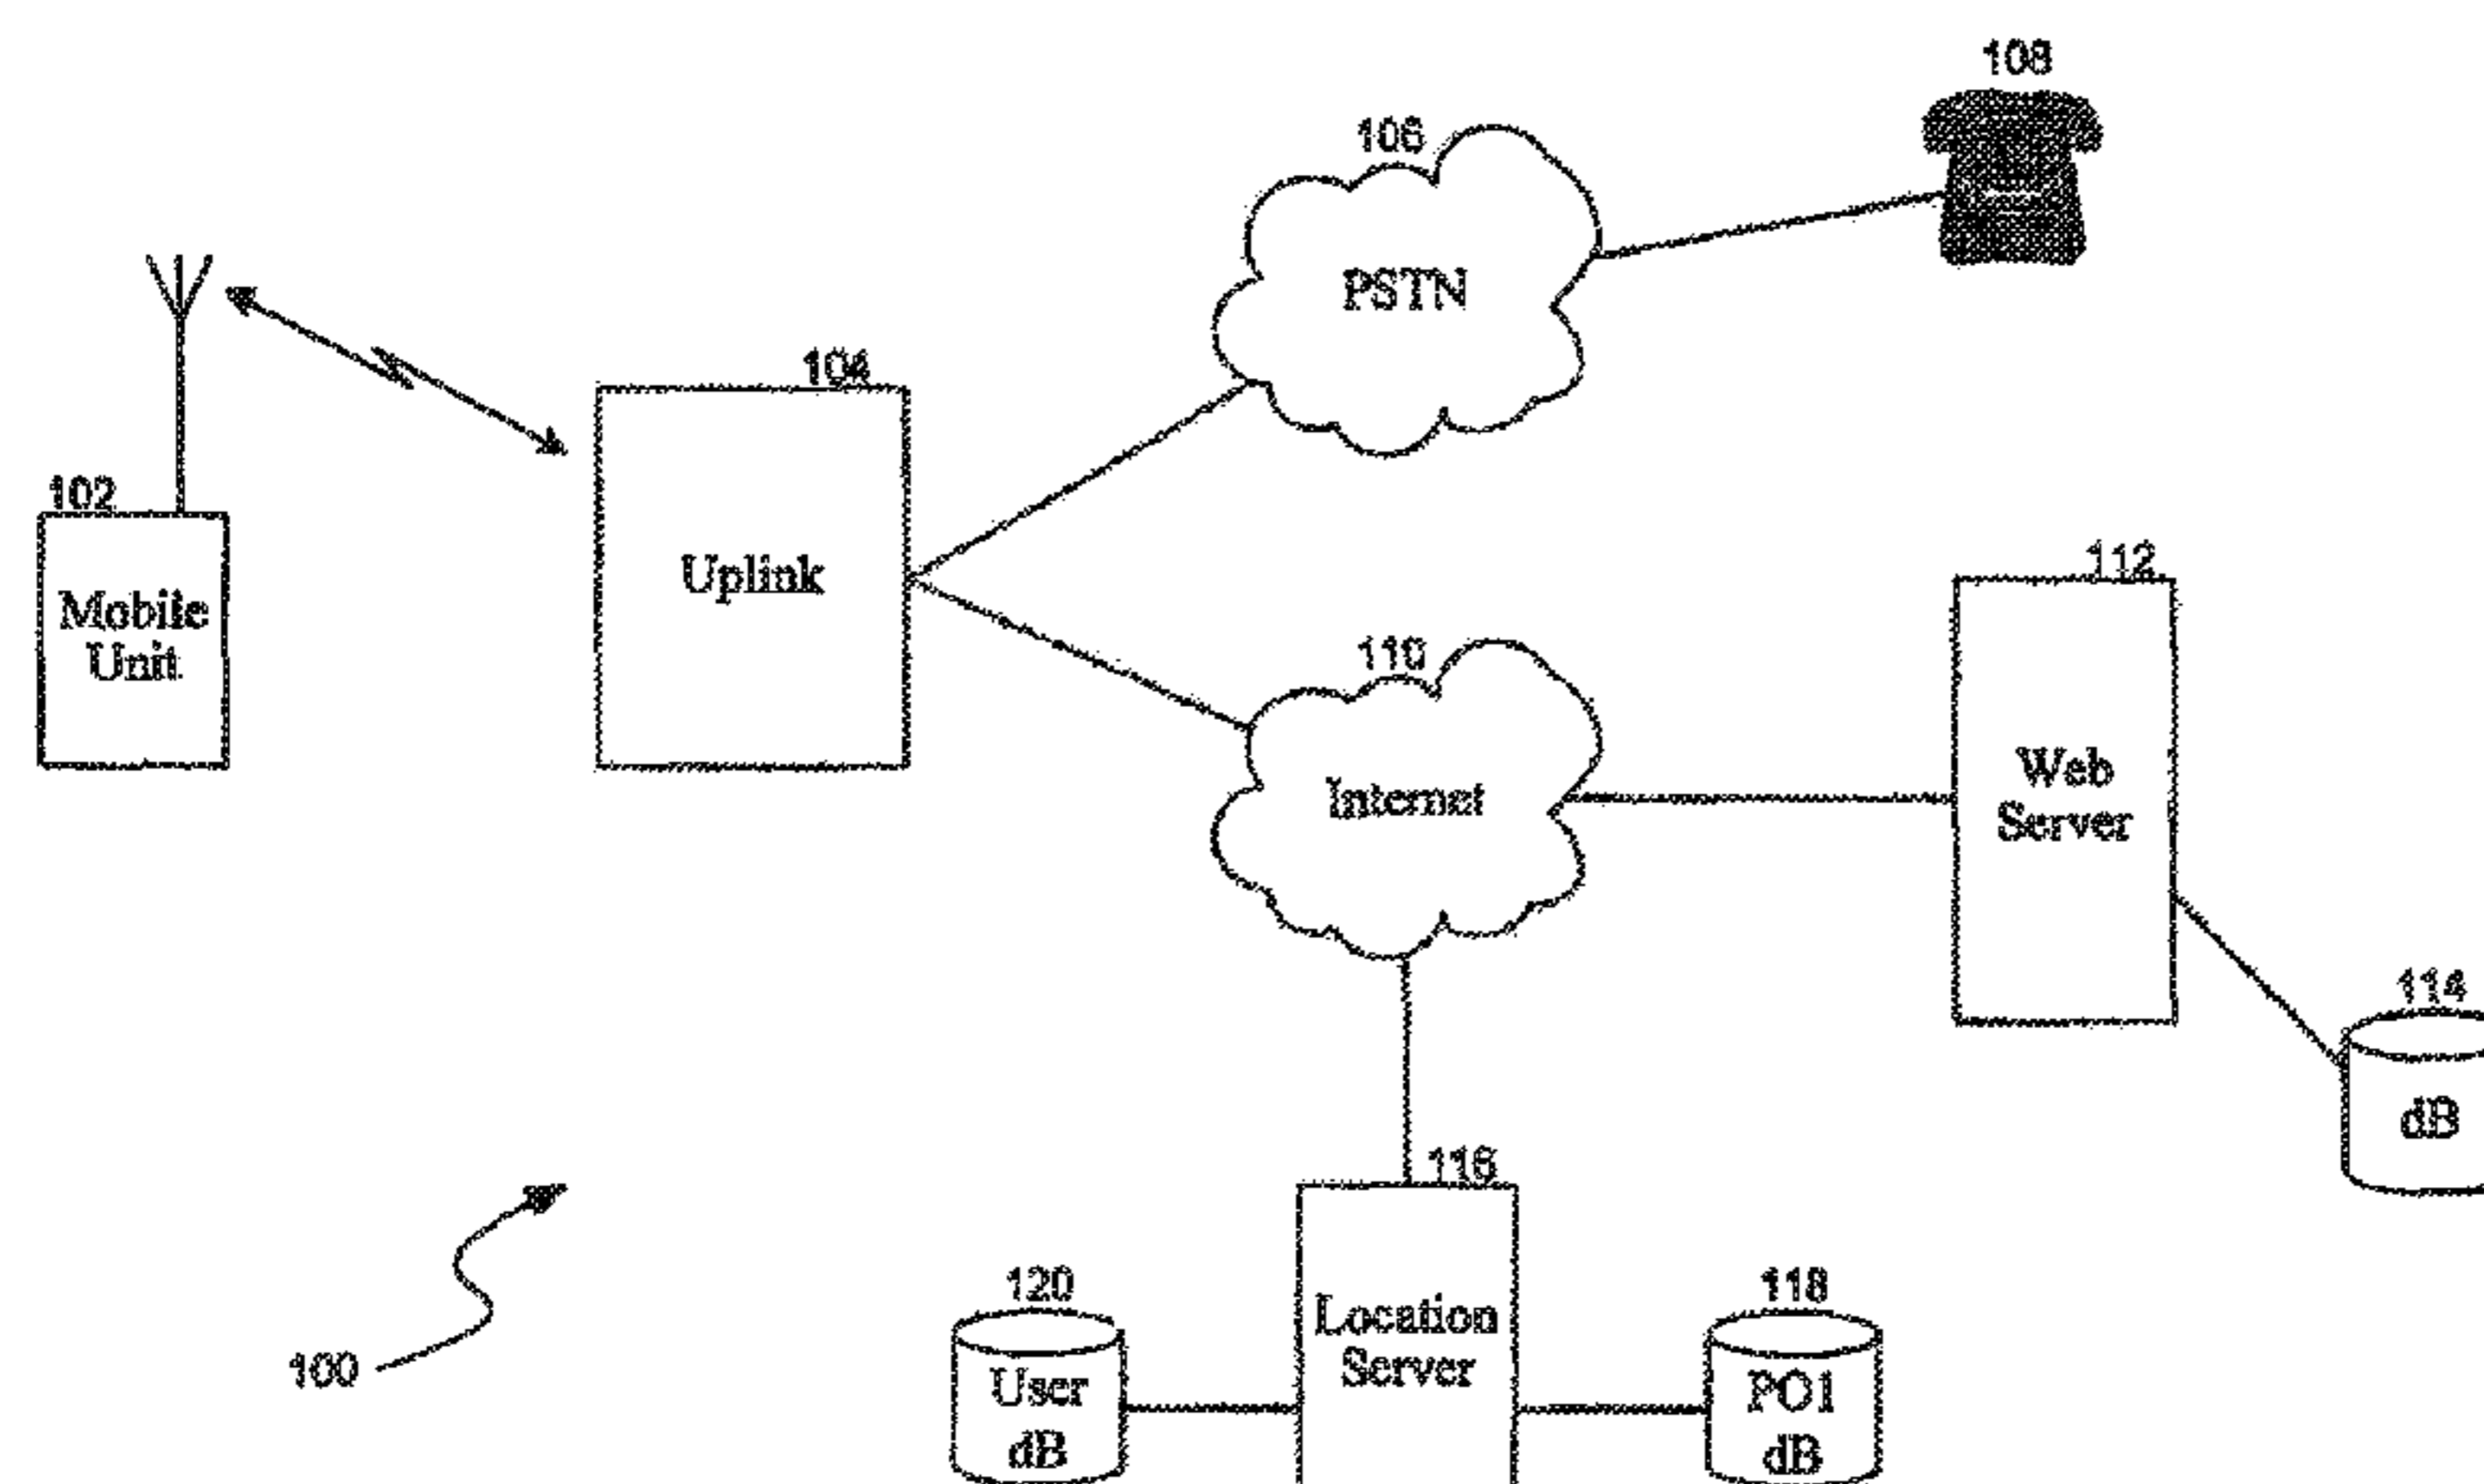 108
106
PSTN
104
102
Uplink
112
Mobile
Unit
110
Internet
Web
Server
114
dB
116
120
118
Location
Server
100
User
dB
PO1
dB